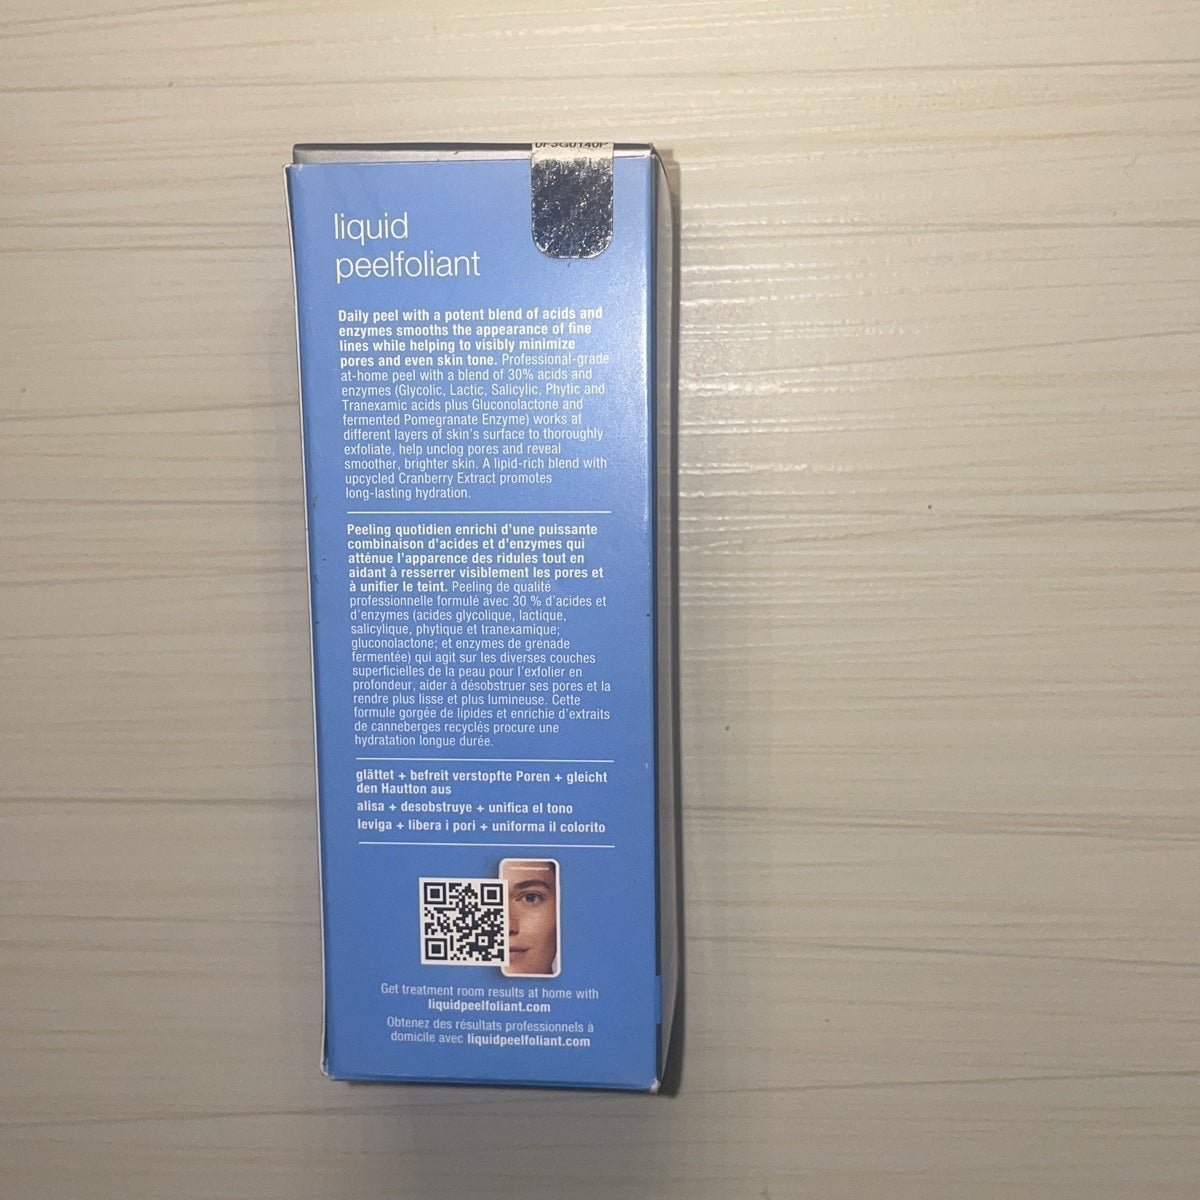 liquid
peelfoliant
Daily peel with a potent blend of acids and
enzymes smooths the appearance of fine
lines while helping to visibly minimize
pores and even skin tone. Professional-grade
at-home peel with a blend of 30% acids and
enzymes (Glycolic, Lactic, Salicylic, Phytic and
Tranexamic acids plus Gluconolactone and
fermented Pomegranate Enzyme) works at
different layers of skin's surface to thoroughly
exfoliate, help unclog pores and reveal
smoother, brighter skin. A lipid-rich blend with
upcycled Cranberry Extract promotes
long-lasting hydration.
Peeling quotidien enrichi d'une puissante
combinaison d'acides et d'enzymes qui
atténue l'apparence des ridules tout en
aidant à resserrer visiblement les pores et
à unifier le teint. Peeling de qualité
professionnelle formulé avec 30 % d'acides et
d'enzymes (acides glycolique, lactique,
salicylique, phytique et tranexamique;
gluconolactone; et enzymes de grenade
fermentée) qui agit sur les diverses couches
superficielles de la peau pour l'exfolier en
profondeur, aider à désobstruer ses pores et la
rendre plus lisse et plus lumineuse. Cette
formule gorgée de lipides et enrichie d'extraits
de canneberges recyclés procure une
hydratation longue durée.
glättet + befreit verstopfte Poren + gleicht
den Hautton aus
alisa + desobstruye + unifica el tono
leviga + libera i pori + uniforma il colorito
Get treatment room results at home with
liquidpeelfoliant.com
Obtenez des résultats professionnels à
domicile avec liquidpeelfoliant.com